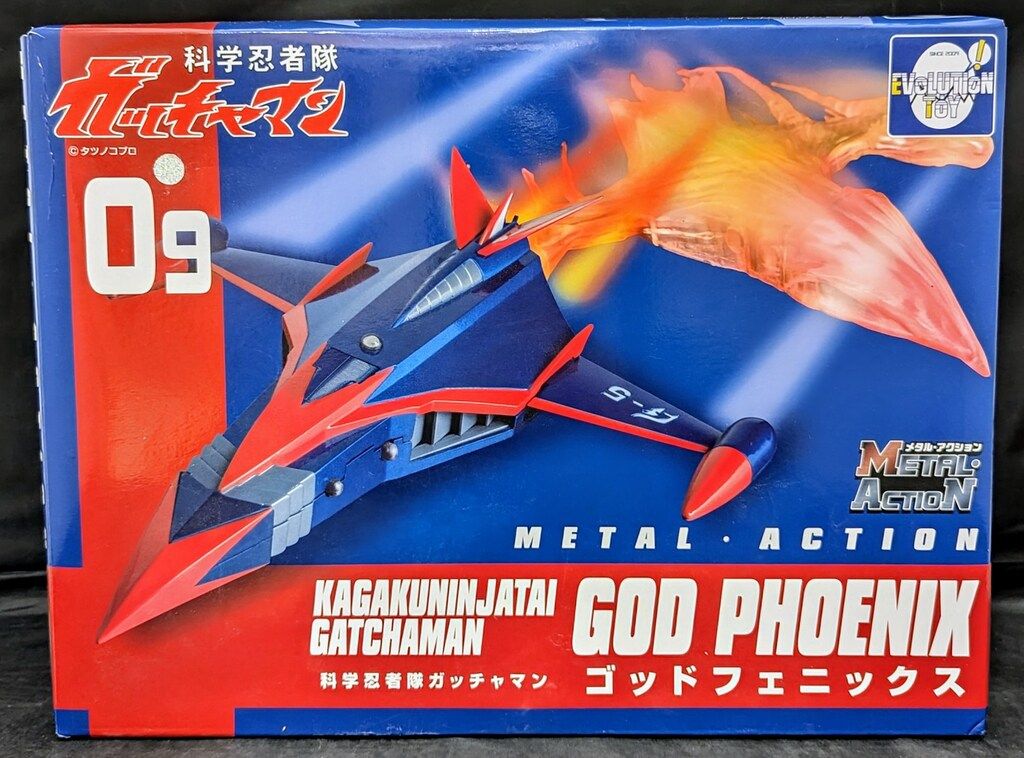 科学忍者隊
ガッチャマン
©タツノコプロ
09
SINCE 2009
EVOLUTION
TOY
G-5
メタル・アクション
METAL・
ACTION
METAL・ACTION
KAGAKUNINJATAI
GATCHAMAN
科学忍者隊ガッチャマン
GOD PHOENIX
ゴッドフェニックス